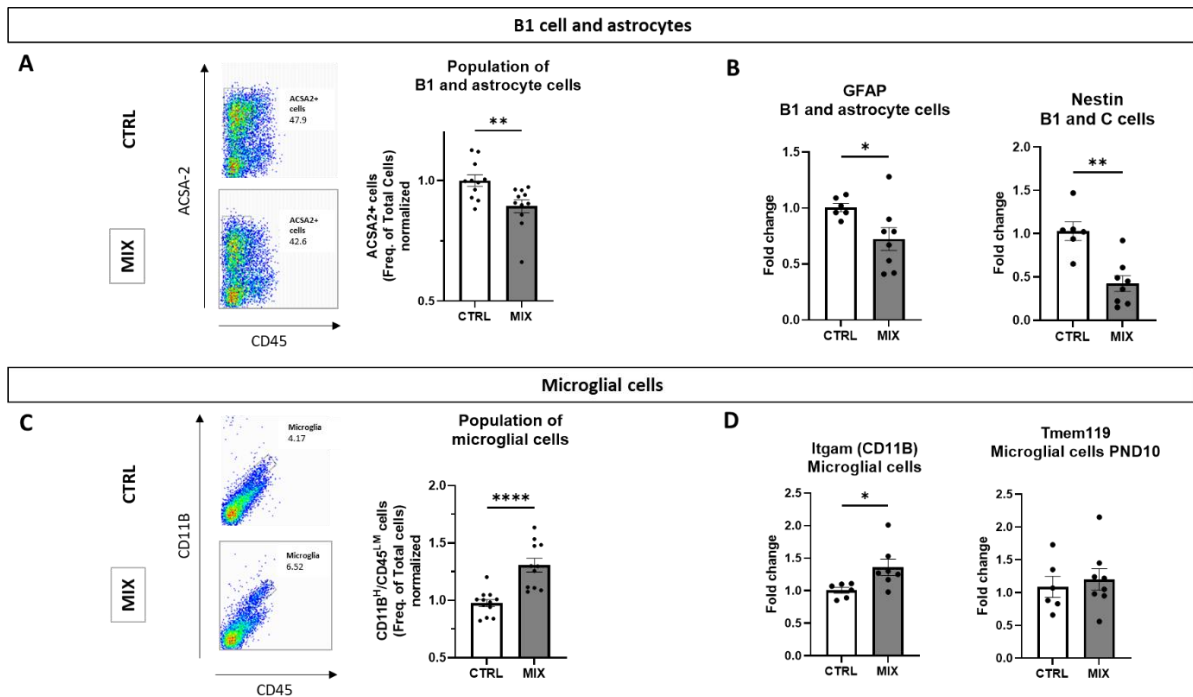 B1 cell and astrocytes
A
CTRL
MIX
ACSA-2
ACSA2+
cells
47.9
ACSA2+
cells
42.6
CD45
Population of
B1 and astrocyte cells
**
ACSA2+ cells
(Freq. of Total Cells)
normalized
1.0
0.5
CTRL
MIX
B
GFAP
B1 and astrocyte cells
*
Fold change
1.5
1.0
0.5
0.0
CTRL
MIX
Nestin
B1 and C cells
**
Fold change
2.0
1.5
1.0
0.5
0.0
CTRL
MIX
Microglial cells
C
CTRL
MIX
CD11B
Microglia
4.17
Microglia
6.52
CD45
Population of
microglial cells
****
CD11B^H/CD45^LM cells
(Freq. of Total cells)
normalized
2.0
1.5
1.0
0.5
CTRL
MIX
D
Itgam (CD11B)
Microglial cells
*
Fold change
2.5
2.0
1.5
1.0
0.5
0.0
CTRL
MIX
Tmem119
Microglial cells PND10
Fold change
2.5
2.0
1.5
1.0
0.5
0.0
CTRL
MIX